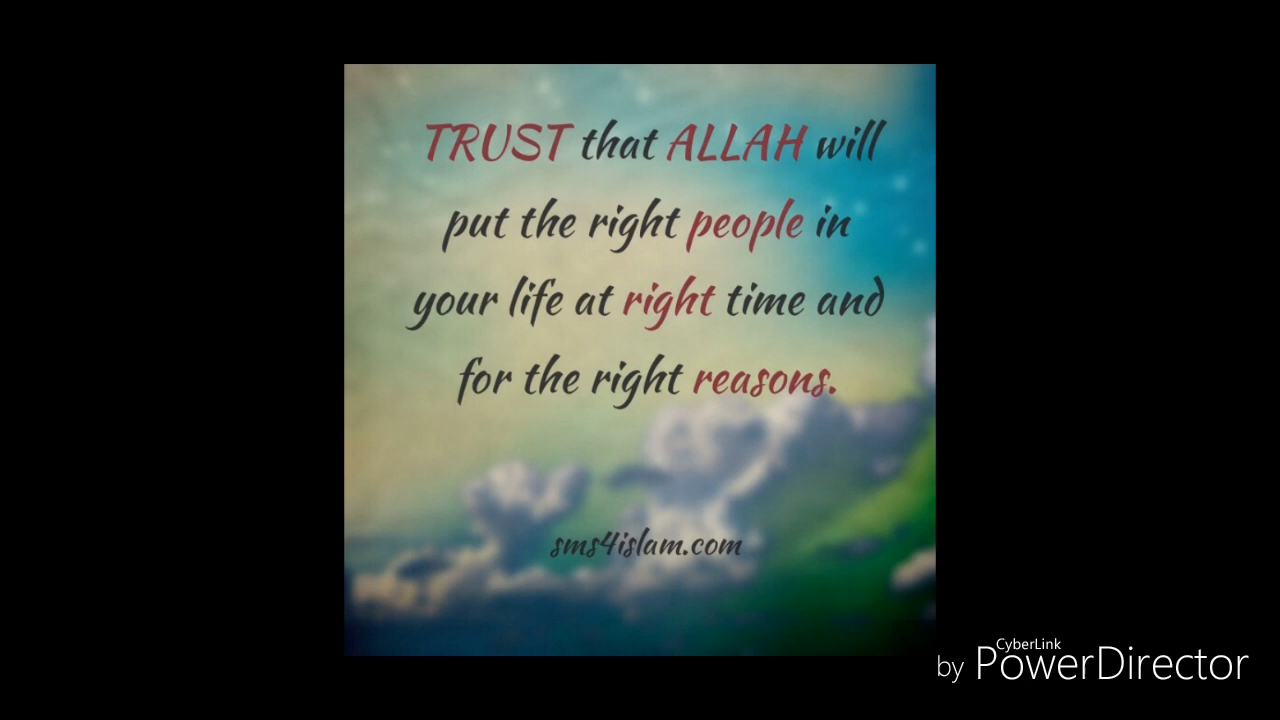 TRUST that ALLAH will
put the right people in
your life at right time and
for the right reasons.
sms4islam.com
CyberLink
by PowerDirector